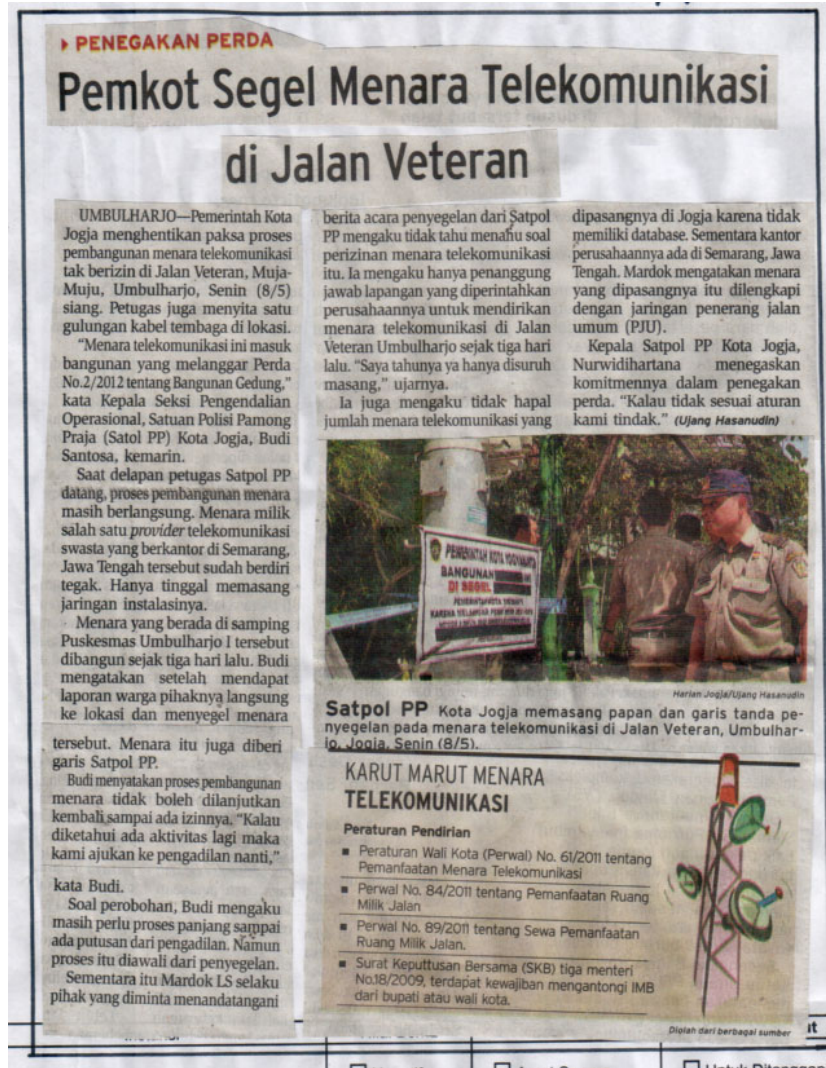 PENEGAKAN PERDA
Pemkot Segel Menara Telekomunikasi
di Jalan Veteran
UMBULHARJO—Pemerintah Kota
Jogja menghentikan paksa proses
pembangunan menara telekomunikasi
tak berizin di Jalan Veteran, Muja-
Muju, Umbulharjo, Senin (8/5)
siang. Petugas juga menyita satu
gulungan kabel tembaga di lokasi.
"Menara telekomunikasi ini masuk
bangunan yang melanggar Perda
No.2/2012 tentang Bangunan Gedung,"
kata Kepala Seksi Pengendalian
Operasional, Satuan Polisi Pamong
Praja (Satol PP) Kota Jogja, Budi
Santosa, kemarin.
Saat delapan petugas Satpol PP
datang, proses pembangunan menara
masih berlangsung. Menara milik
salah satu provider telekomunikasi
swasta yang berkantor di Semarang,
Jawa Tengah tersebut sudah berdiri
tegak. Hanya tinggal memasang
jaringan instalasinya.
Menara yang berada di samping
Puskesmas Umbulharjo I tersebut
dibangun sejak tiga hari lalu. Budi
mengatakan setelah mendapat
laporan warga pihaknya langsung
ke lokasi dan menyegel menara
tersebut. Menara itu juga diberi
garis Satpol PP.
Budi menyatakan proses pembangunan
menara tidak boleh dilanjutkan
kembali sampai ada izinnya. "Kalau
diketahui ada aktivitas lagi maka
kami ajukan ke pengadilan nanti,"
kata Budi.
Soal perobohan, Budi mengaku
masih perlu proses panjang sampai
ada putusan dari pengadilan. Namun
proses itu diawali dari penyegelan.
Sementara itu Mardok LS selaku
pihak yang diminta menandatangani
berita acara penyegelan dari Satpol
PP mengaku tidak tahu menahu soal
perizinan menara telekomunikasi
itu. Ia mengaku hanya penanggung
jawab lapangan yang diperintahkan
perusahaannya untuk mendirikan
menara telekomunikasi di Jalan
Veteran Umbulharjo sejak tiga hari
lalu. "Saya tahunya ya hanya disuruh
masang," ujarnya.
Ia juga mengaku tidak hapal
jumlah menara telekomunikasi yang
dipasangnya di Jogja karena tidak
memiliki database. Sementara kantor
perusahaannya ada di Semarang, Jawa
Tengah. Mardok mengatakan menara
yang dipasangnya itu dilengkapi
dengan jaringan penerang jalan
umum (PJU).
Kepala Satpol PP Kota Jogja,
Nurwidihartana menegaskan
komitmennya dalam penegakan
perda. "Kalau tidak sesuai aturan
kami tindak." (Ujang Hasanudin)
PEMERINTAH KOTA YOGYAKARTA
BANGUNAN
DI SEGEL
Harian Jogja/Ujang Hasanudin
Satpol PP Kota Jogja memasang papan dan garis tanda pe-
nyegelan pada menara telekomunikasi di Jalan Veteran, Umbulhar-
jo, Jogja, Senin (8/5).
KARUT MARUT MENARA
TELEKOMUNIKASI
Peraturan Pendirian
■ Peraturan Wali Kota (Perwal) No. 61/2011 tentang
Pemanfaatan Menara Telekomunikasi
■ Perwal No. 84/2011 tentang Pemanfaatan Ruang
Milik Jalan
■ Perwal No. 89/2011 tentang Sewa Pemanfaatan
Ruang Milik Jalan.
■ Surat Keputtusan Bersama (SKB) tiga menteri
No.18/2009, terdapat kewajiban mengantongi IMB
dari bupati atau wali kota.
Diolah dari berbagai sumber